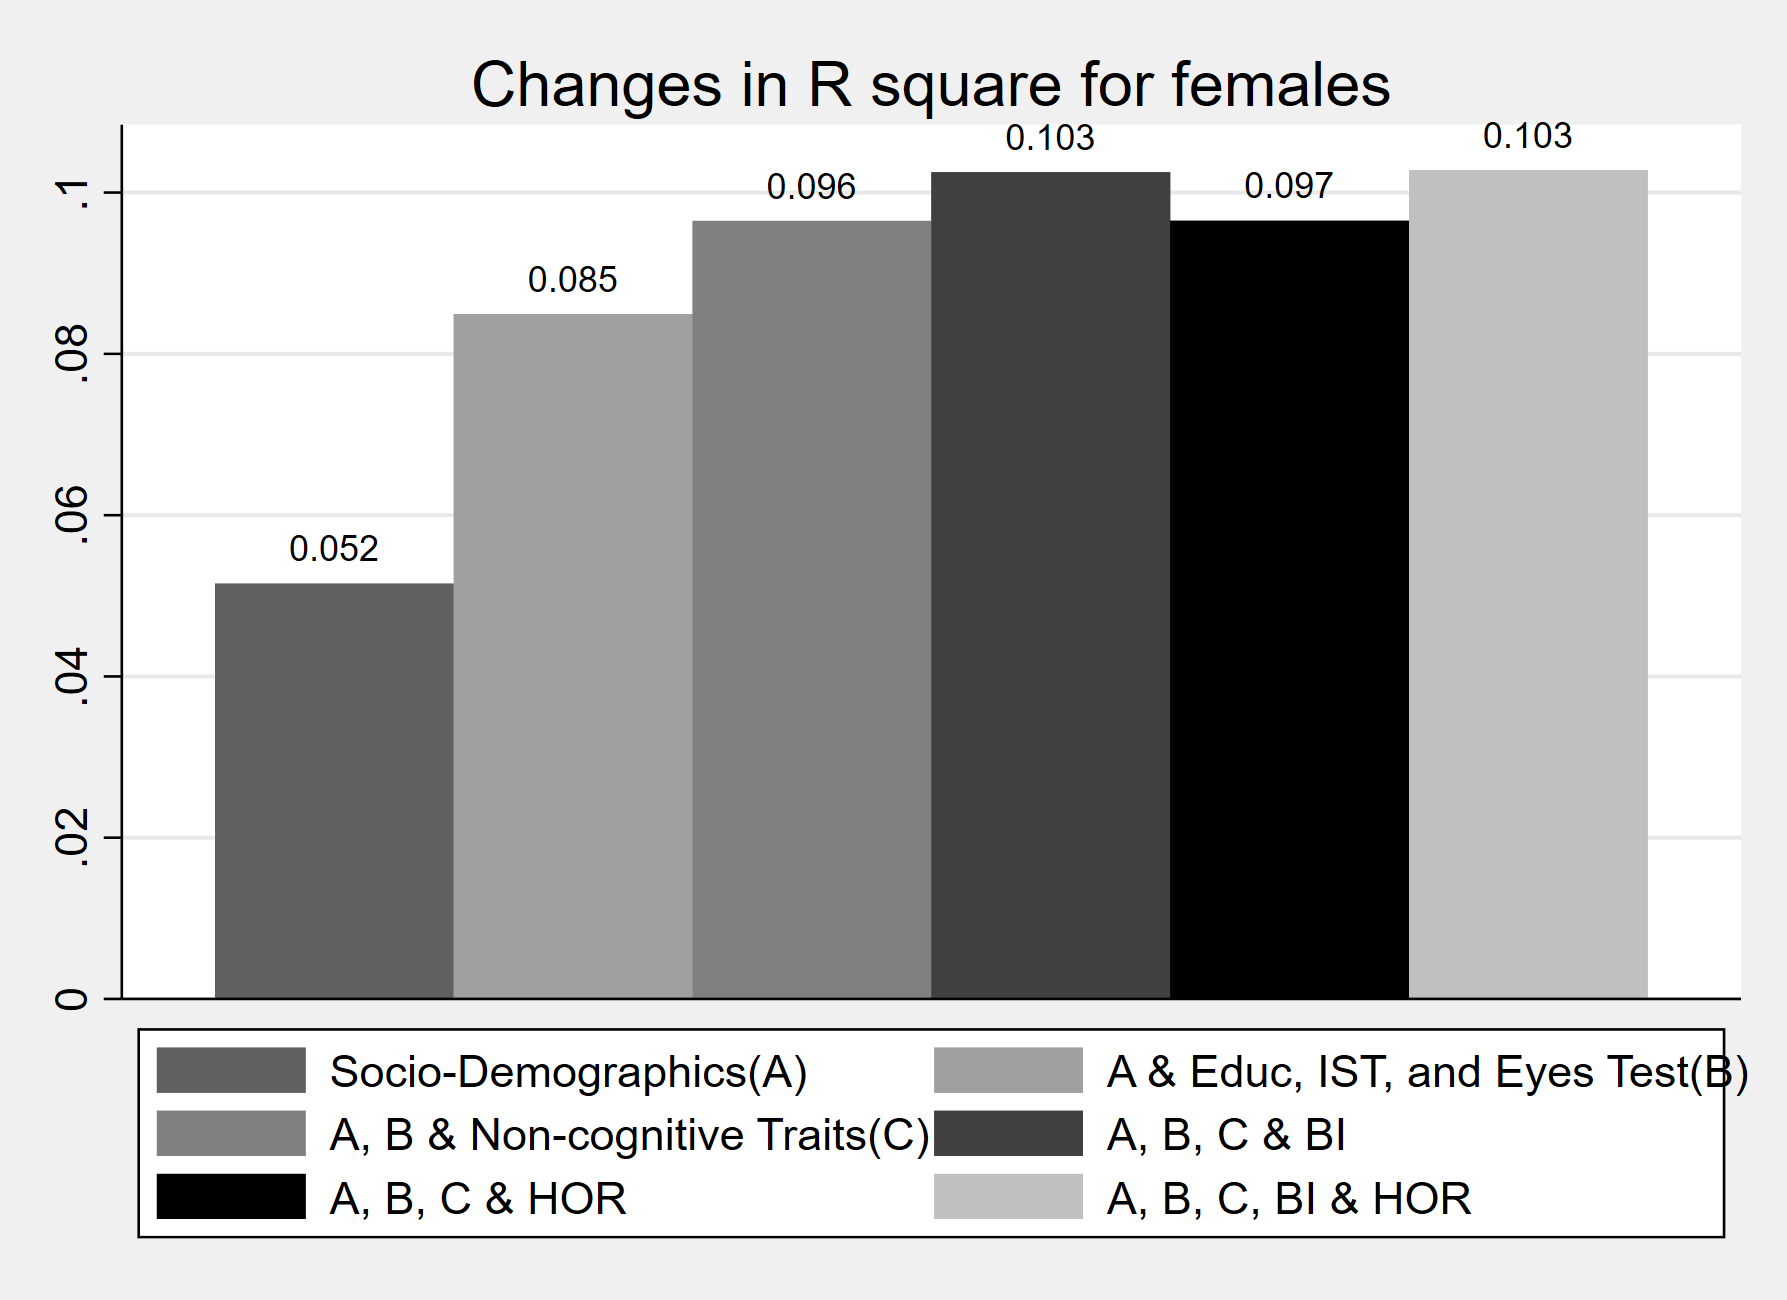 Changes in R square for females
0.103
0.103
0.096
0.097
0.085
0.052
.1
.08
.06
.04
.02
0
Socio-Demographics(A)
A & Educ, IST, and Eyes Test(B)
A, B & Non-cognitive Traits(C)
A, B, C & BI
A, B, C & HOR
A, B, C, BI & HOR